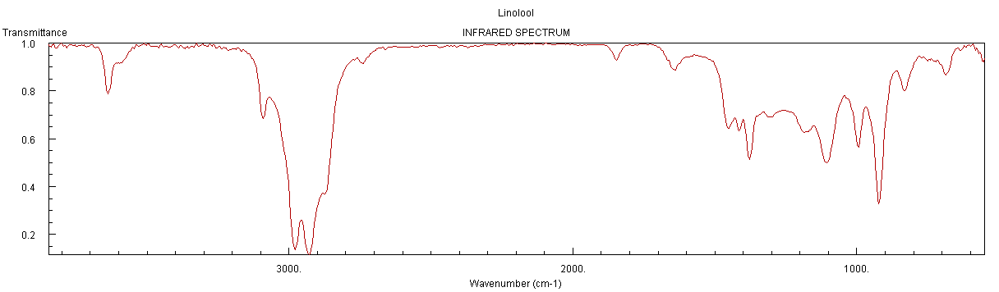 Linolool
Transmittance
INFRARED SPECTRUM
1.0
0.8
0.6
0.4
0.2
3000. 2000. 1000.
Wavenumber (cm-1)